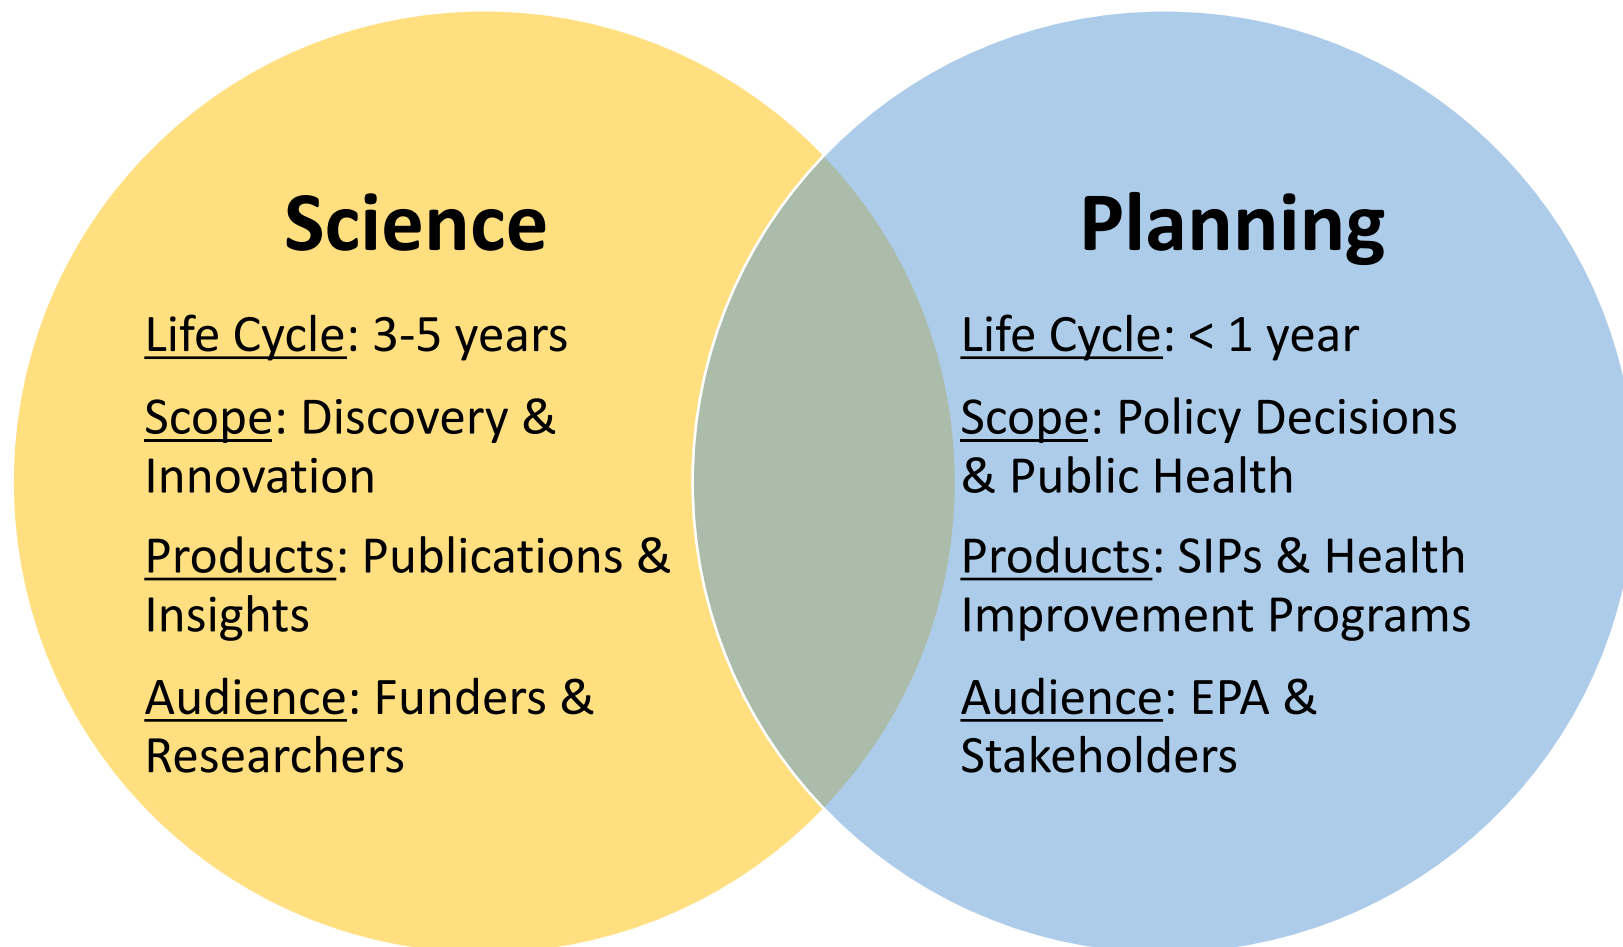 Science
Life Cycle: 3-5 years
Scope: Discovery &
Innovation
Products: Publications &
Insights
Audience: Funders &
Researchers
Planning
Life Cycle: < 1 year
Scope: Policy Decisions
& Public Health
Products: SIPs & Health
Improvement Programs
Audience: EPA &
Stakeholders